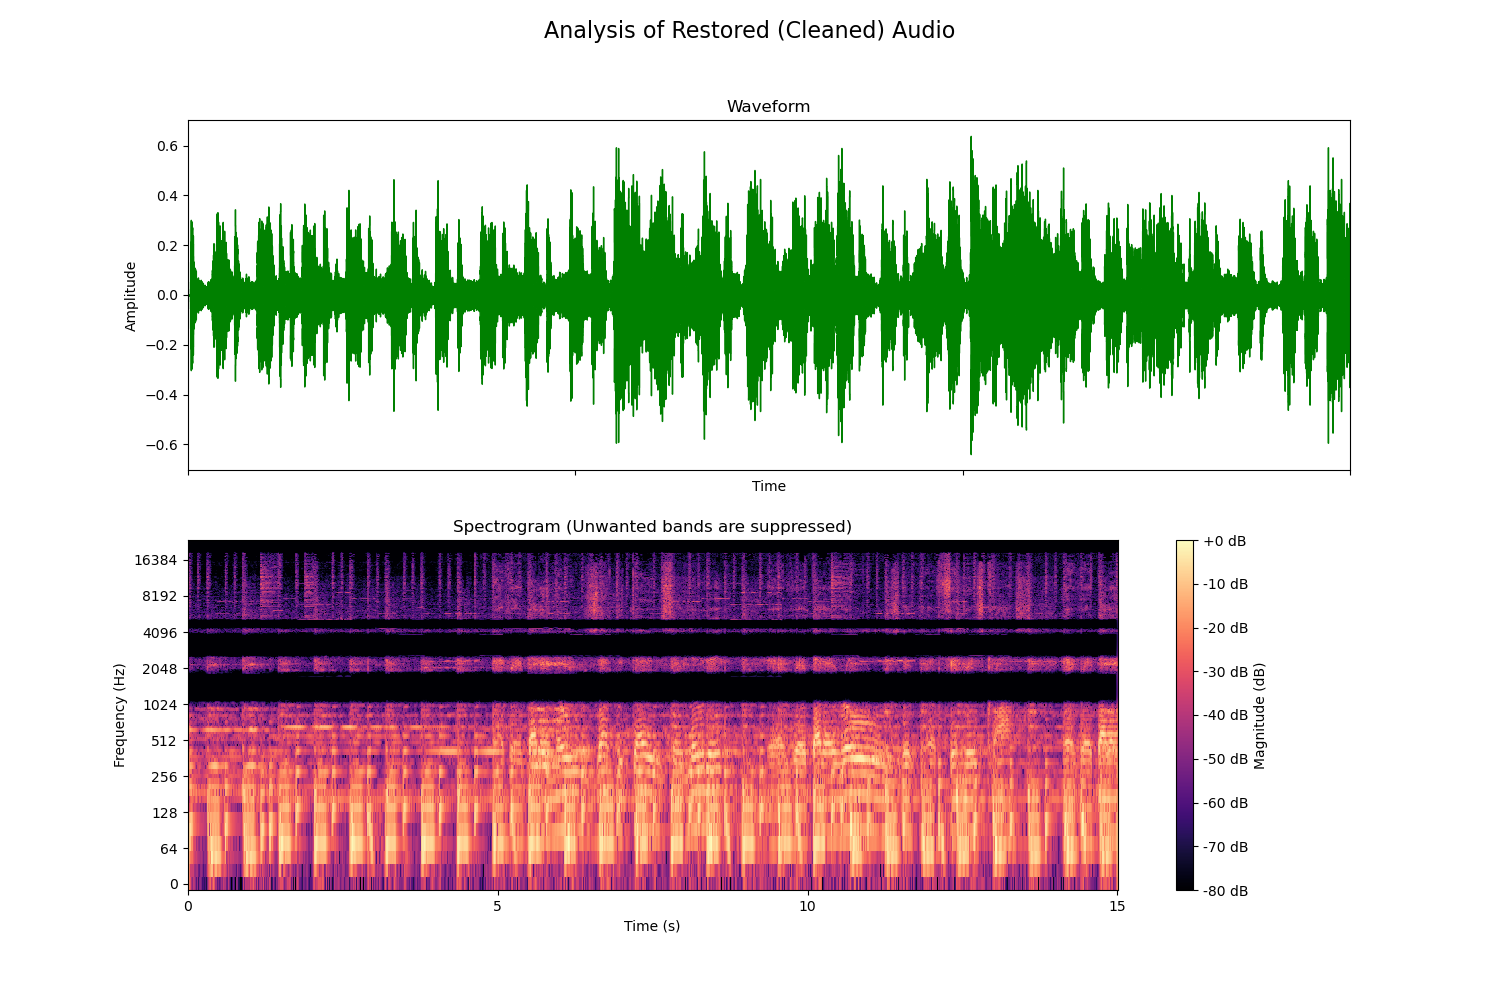 Analysis of Restored (Cleaned) Audio
Waveform
0.6
0.4
0.2
0.0
−0.2
−0.4
−0.6
Amplitude
Time
Spectrogram (Unwanted bands are suppressed)
16384
8192
4096
2048
1024
512
256
128
64
0
Frequency (Hz)
0
5
10
15
Time (s)
+0 dB
-10 dB
-20 dB
-30 dB
-40 dB
-50 dB
-60 dB
-70 dB
-80 dB
Magnitude (dB)